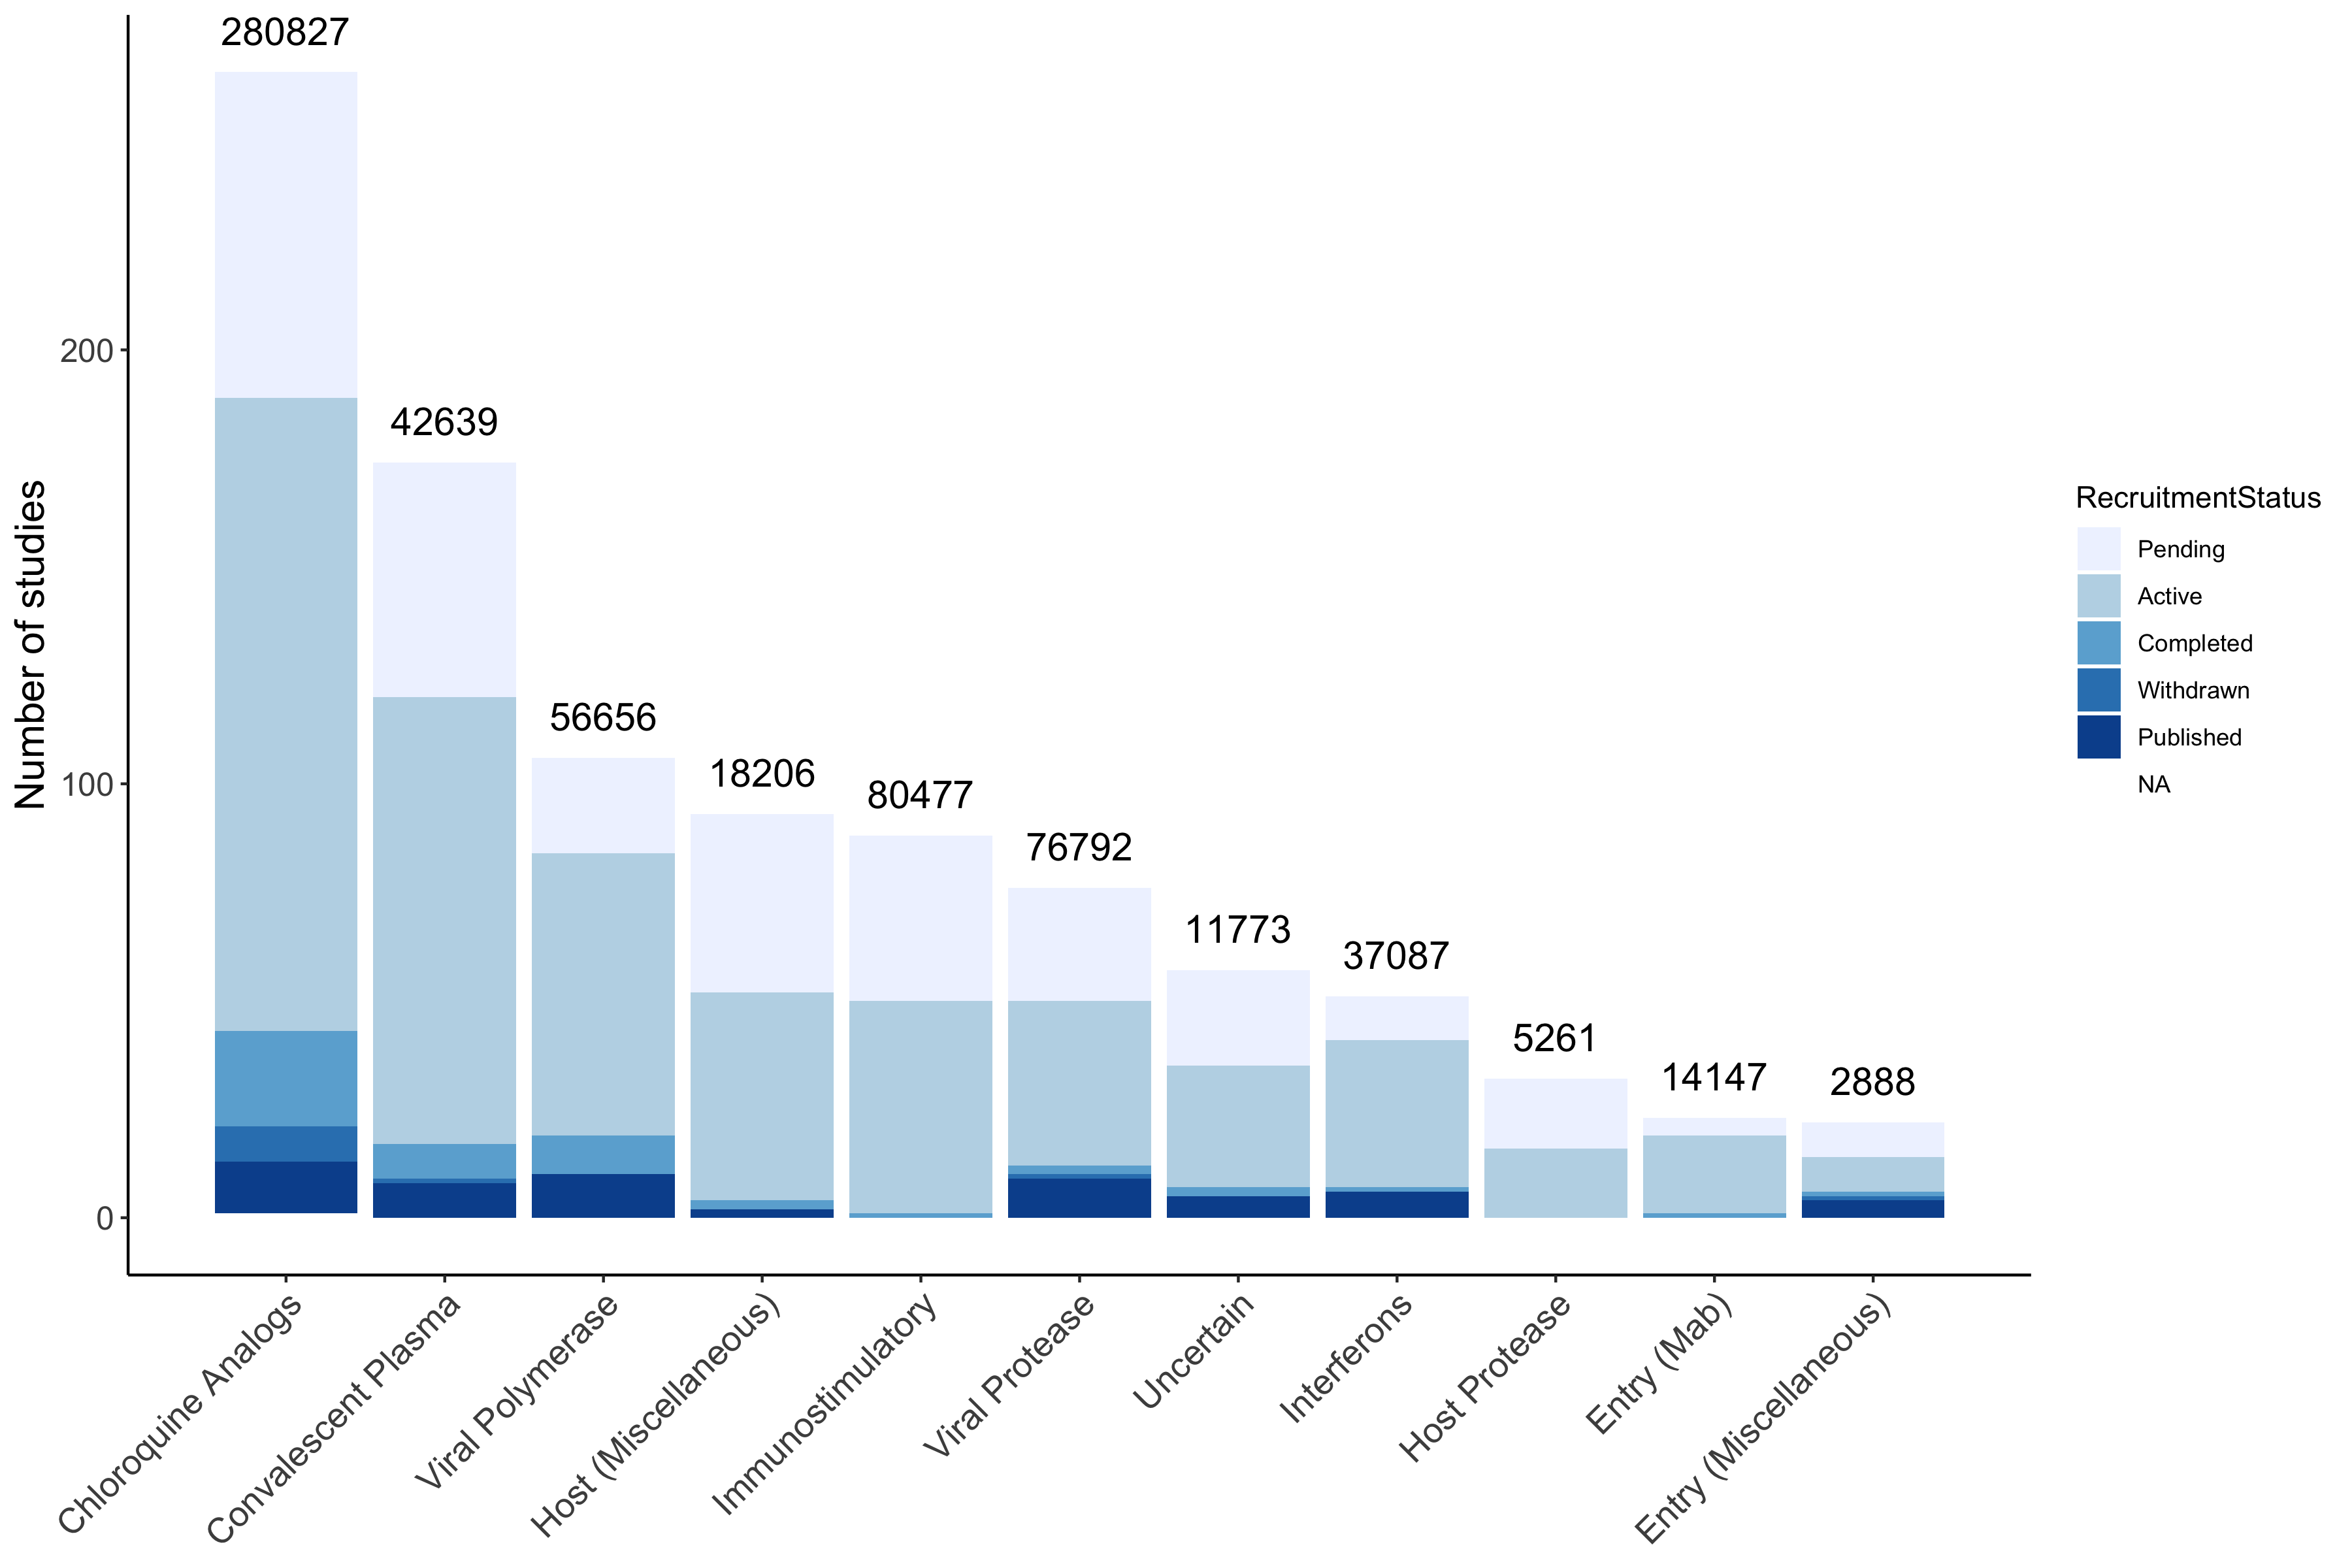 280827
42639
56656
18206
80477
76792
11773
37087
5261
14147
2888
Number of studies
200
100
0
Chloroquine Analogs
Convalescent Plasma
Viral Polymerase
Host (Miscellaneous)
Immunostimulatory
Viral Protease
Uncertain
Interferons
Host Protease
Entry (Mab)
Entry (Miscellaneous)
RecruitmentStatus
Pending
Active
Completed
Withdrawn
Published
NA